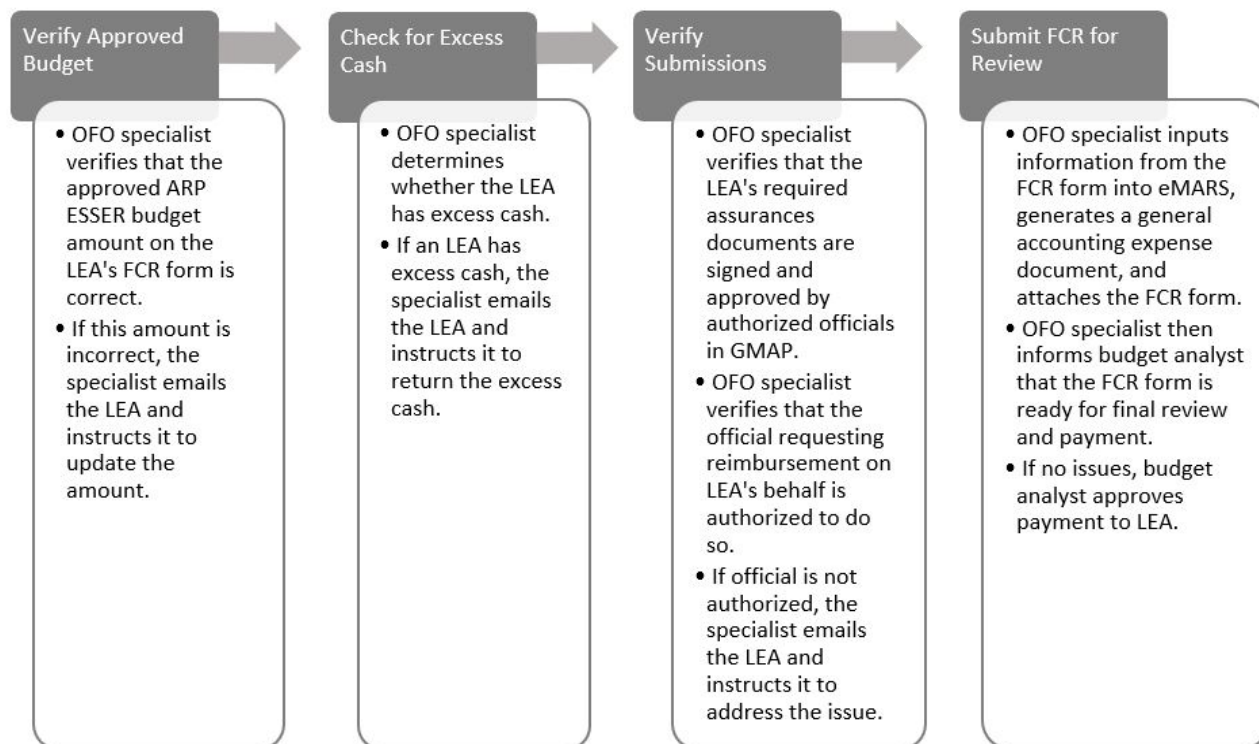 Verify Approved
Budget
• OFO specialist
verifies that the
approved ARP
ESSER budget
amount on the
LEA's FCR form is
correct.
• If this amount is
incorrect, the
specialist emails
the LEA and
instructs it to
update the
amount.
Check for Excess
Cash
• OFO specialist
determines
whether the LEA
has excess cash.
• If an LEA has
excess cash, the
specialist emails
the LEA and
instructs it to
return the excess
cash.
Verify
Submissions
• OFO specialist
verifies that the
LEA's required
assurances
documents are
signed and
approved by
authorized officials
in GMAP.
• OFO specialist
verifies that the
official requesting
reimbursement on
LEA's behalf is
authorized to do
so.
• If official is not
authorized, the
specialist emails
the LEA and
instructs it to
address the issue.
Submit FCR for
Review
• OFO specialist inputs
information from the
FCR form into eMARS,
generates a general
accounting expense
document, and
attaches the FCR form.
• OFO specialist then
informs budget analyst
that the FCR form is
ready for final review
and payment.
• If no issues, budget
analyst approves
payment to LEA.